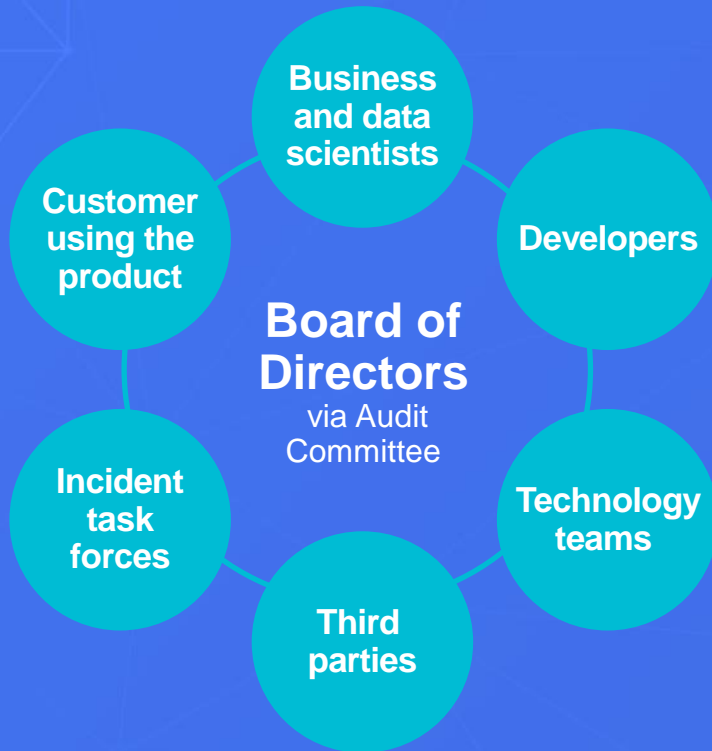 Business
and data
scientists
Customer
using the
product
Developers
Board of
Directors
via Audit
Committee
Incident
task
forces
Technology
teams
Third
parties